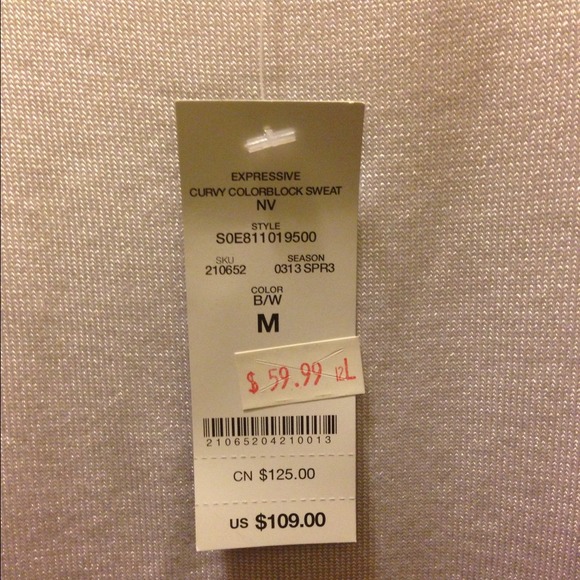 EXPRESSIVE
CURVY COLORBLOCK SWEAT
NV
STYLE
S0E811019500
SKU SEASON
210652 0313 SPR3
COLOR
B/W
M
$ 59.99 12L
21065204210013
CN $125.00
US $109.00